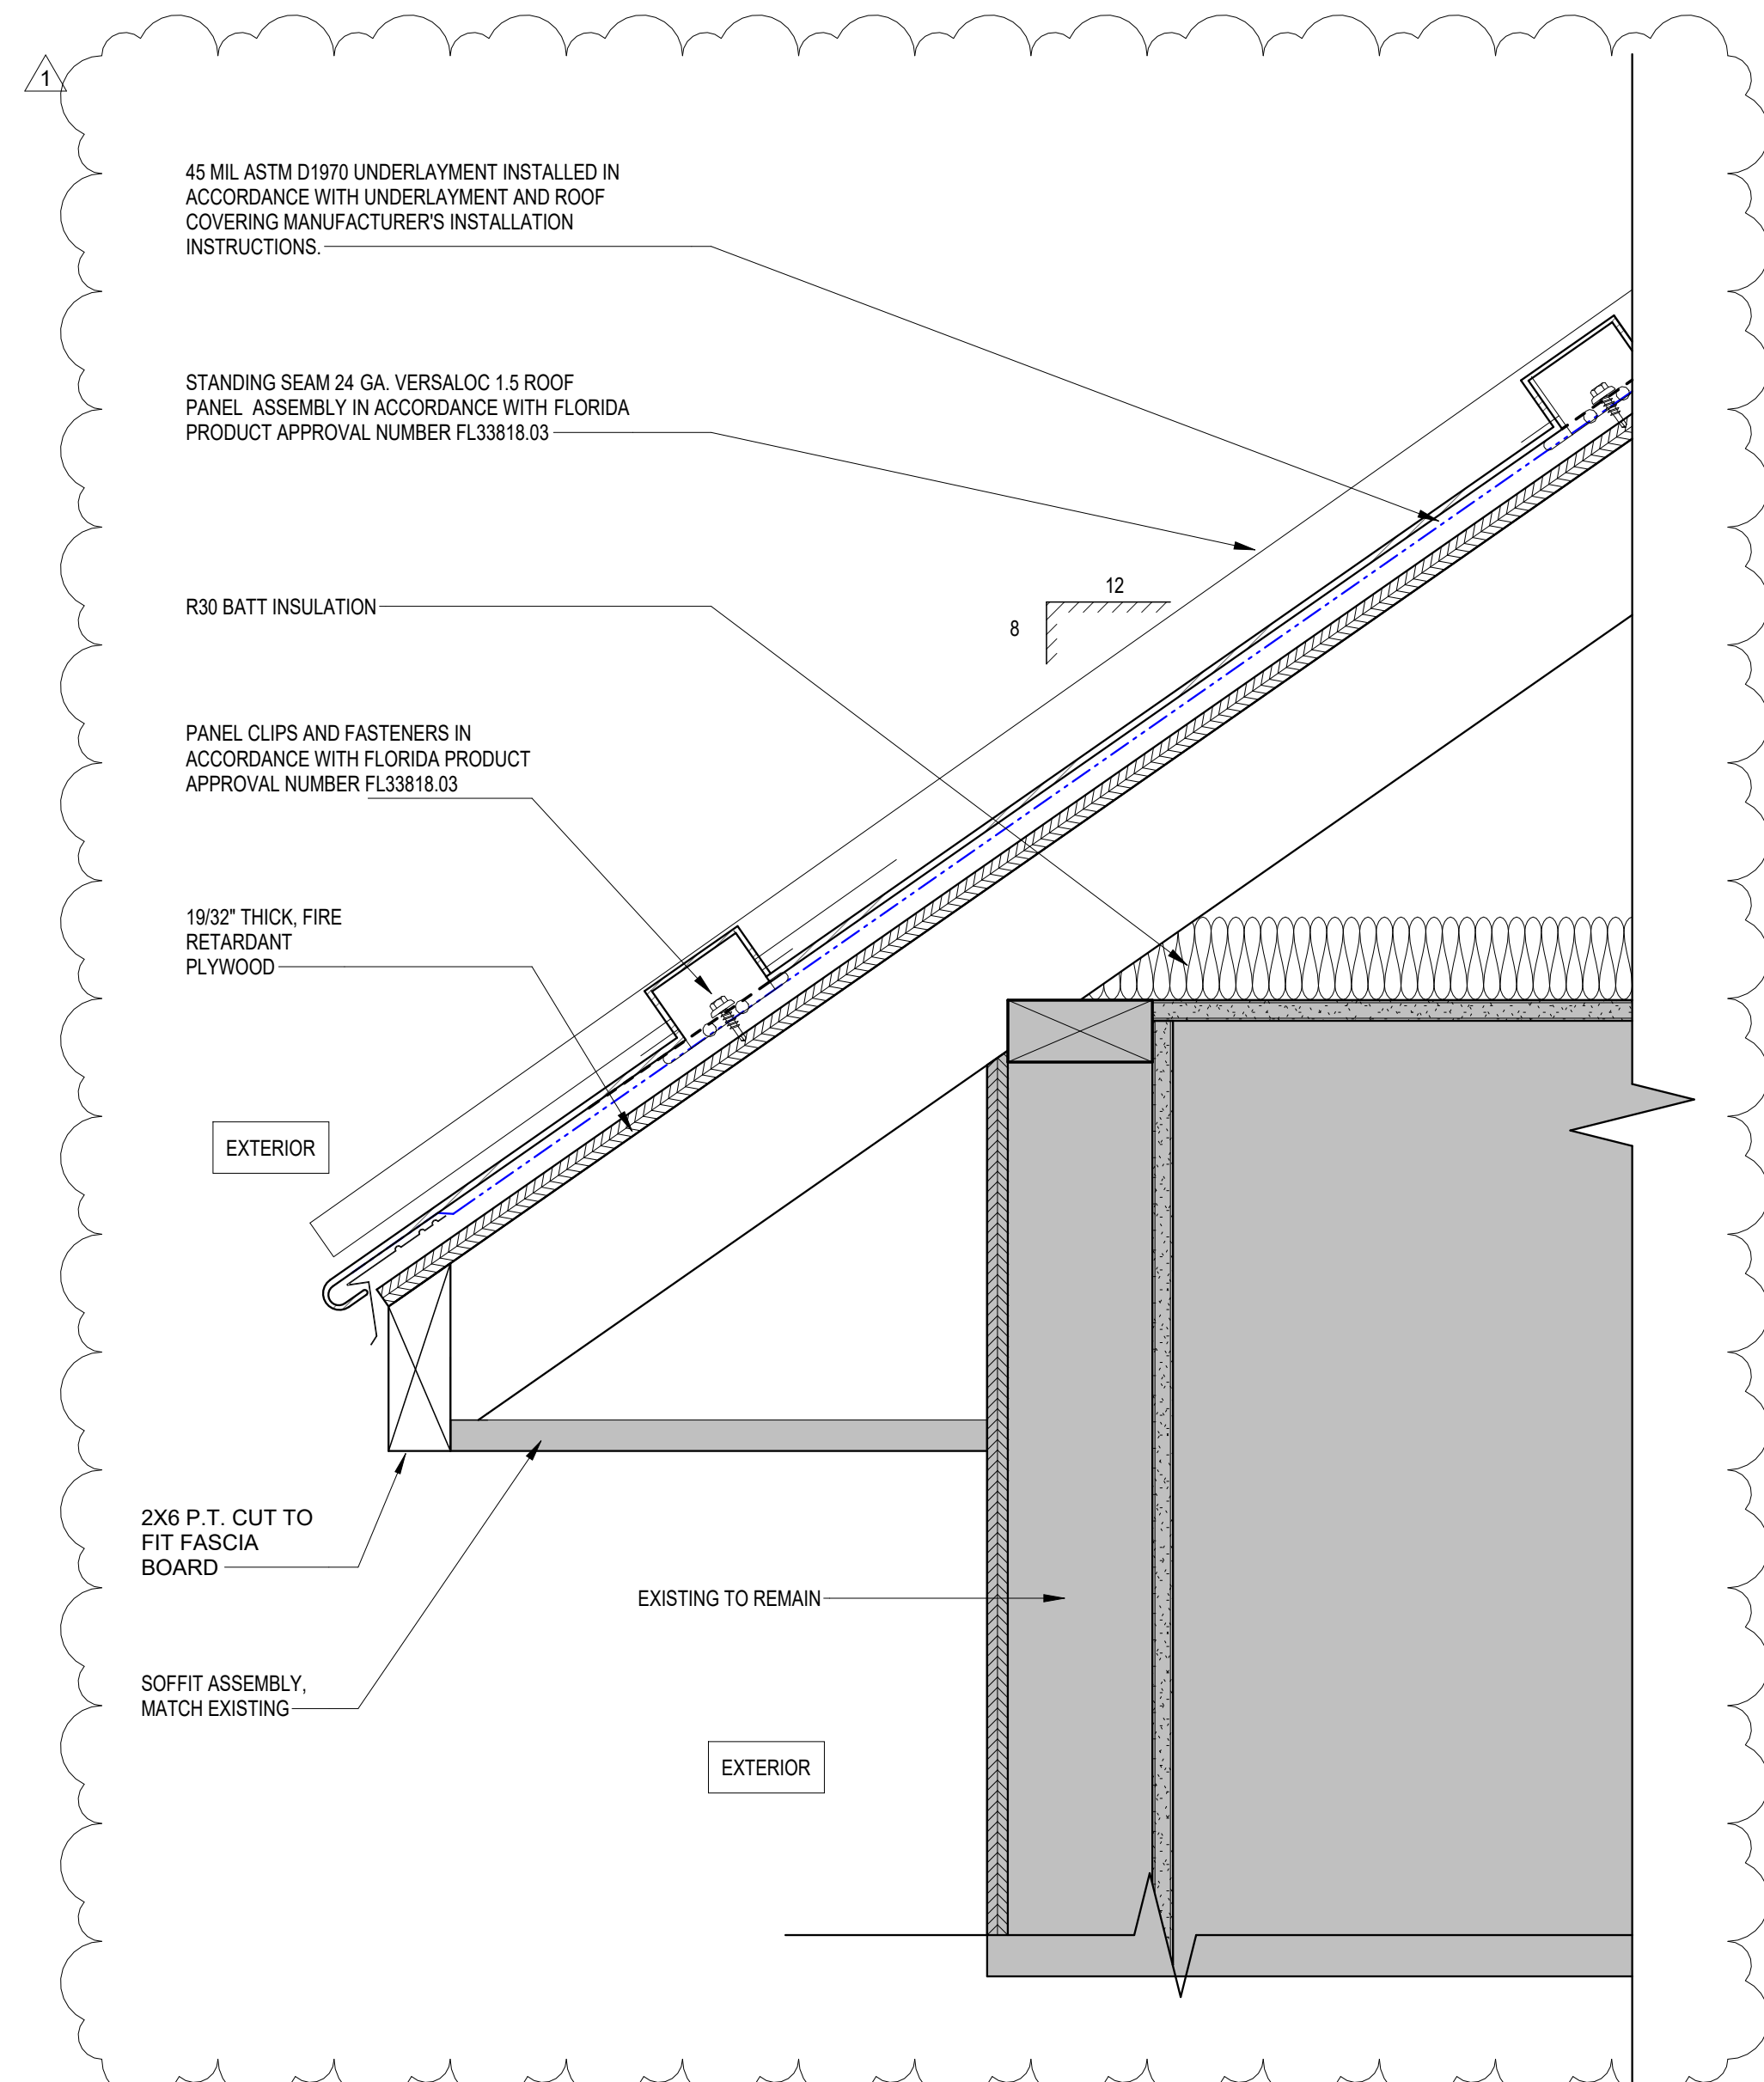 1
45 MIL ASTM D1970 UNDERLAYMENT INSTALLED IN
ACCORDANCE WITH UNDERLAYMENT AND ROOF
COVERING MANUFACTURER'S INSTALLATION
INSTRUCTIONS.
STANDING SEAM 24 GA. VERSALOC 1.5 ROOF
PANEL ASSEMBLY IN ACCORDANCE WITH FLORIDA
PRODUCT APPROVAL NUMBER FL33818.03
12
8
R30 BATT INSULATION
PANEL CLIPS AND FASTENERS IN
ACCORDANCE WITH FLORIDA PRODUCT
APPROVAL NUMBER FL33818.03
19/32" THICK, FIRE
RETARDANT
PLYWOOD
EXTERIOR
2X6 P.T. CUT TO
FIT FASCIA
BOARD
EXISTING TO REMAIN
SOFFIT ASSEMBLY,
MATCH EXISTING
EXTERIOR